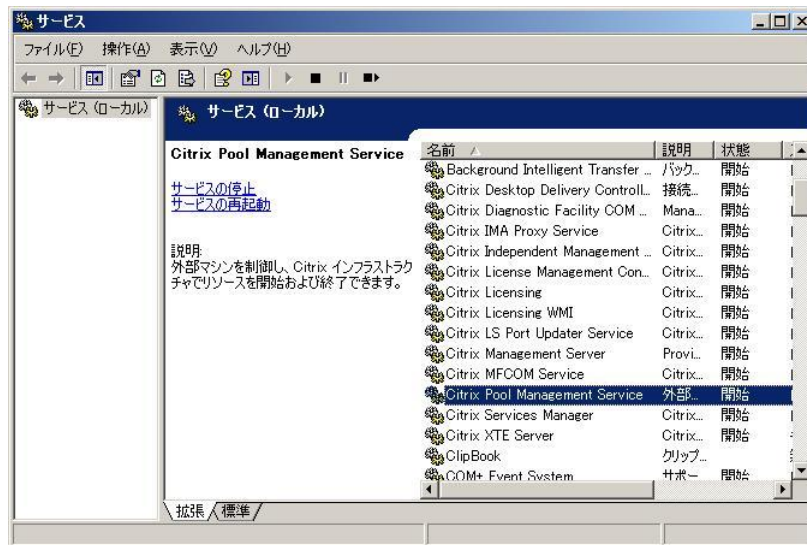 サービス
ファイル(F) 操作(A) 表示(V) ヘルプ(H)
サービス (ローカル)
サービス (ローカル)
Citrix Pool Management Service
サービスの停止
サービスの再起動
説明:
外部マシンを制御し、Citrix インフラストラク
チャでリソースを開始および終了できます。
名前 説明 状態
Background Intelligent Transfer ... バック... 開始
Citrix Desktop Delivery Controll... 接続... 開始
Citrix Diagnostic Facility COM ... Mana... 開始
Citrix IMA Proxy Service Citrix... 開始
Citrix Independent Management ... Citrix... 開始
Citrix License Management Con... Citrix... 開始
Citrix Licensing Citrix... 開始
Citrix Licensing WMI Citrix... 開始
Citrix LS Port Updater Service Citrix... 開始
Citrix Management Server Provi... 開始
Citrix MFCOM Service Citrix... 開始
Citrix Pool Management Service 外部... 開始
Citrix Services Manager Citrix... 開始
Citrix XTE Server Citrix... 開始
ClipBook クリップ...
COM+ Event System サポー 開始
拡張 標準